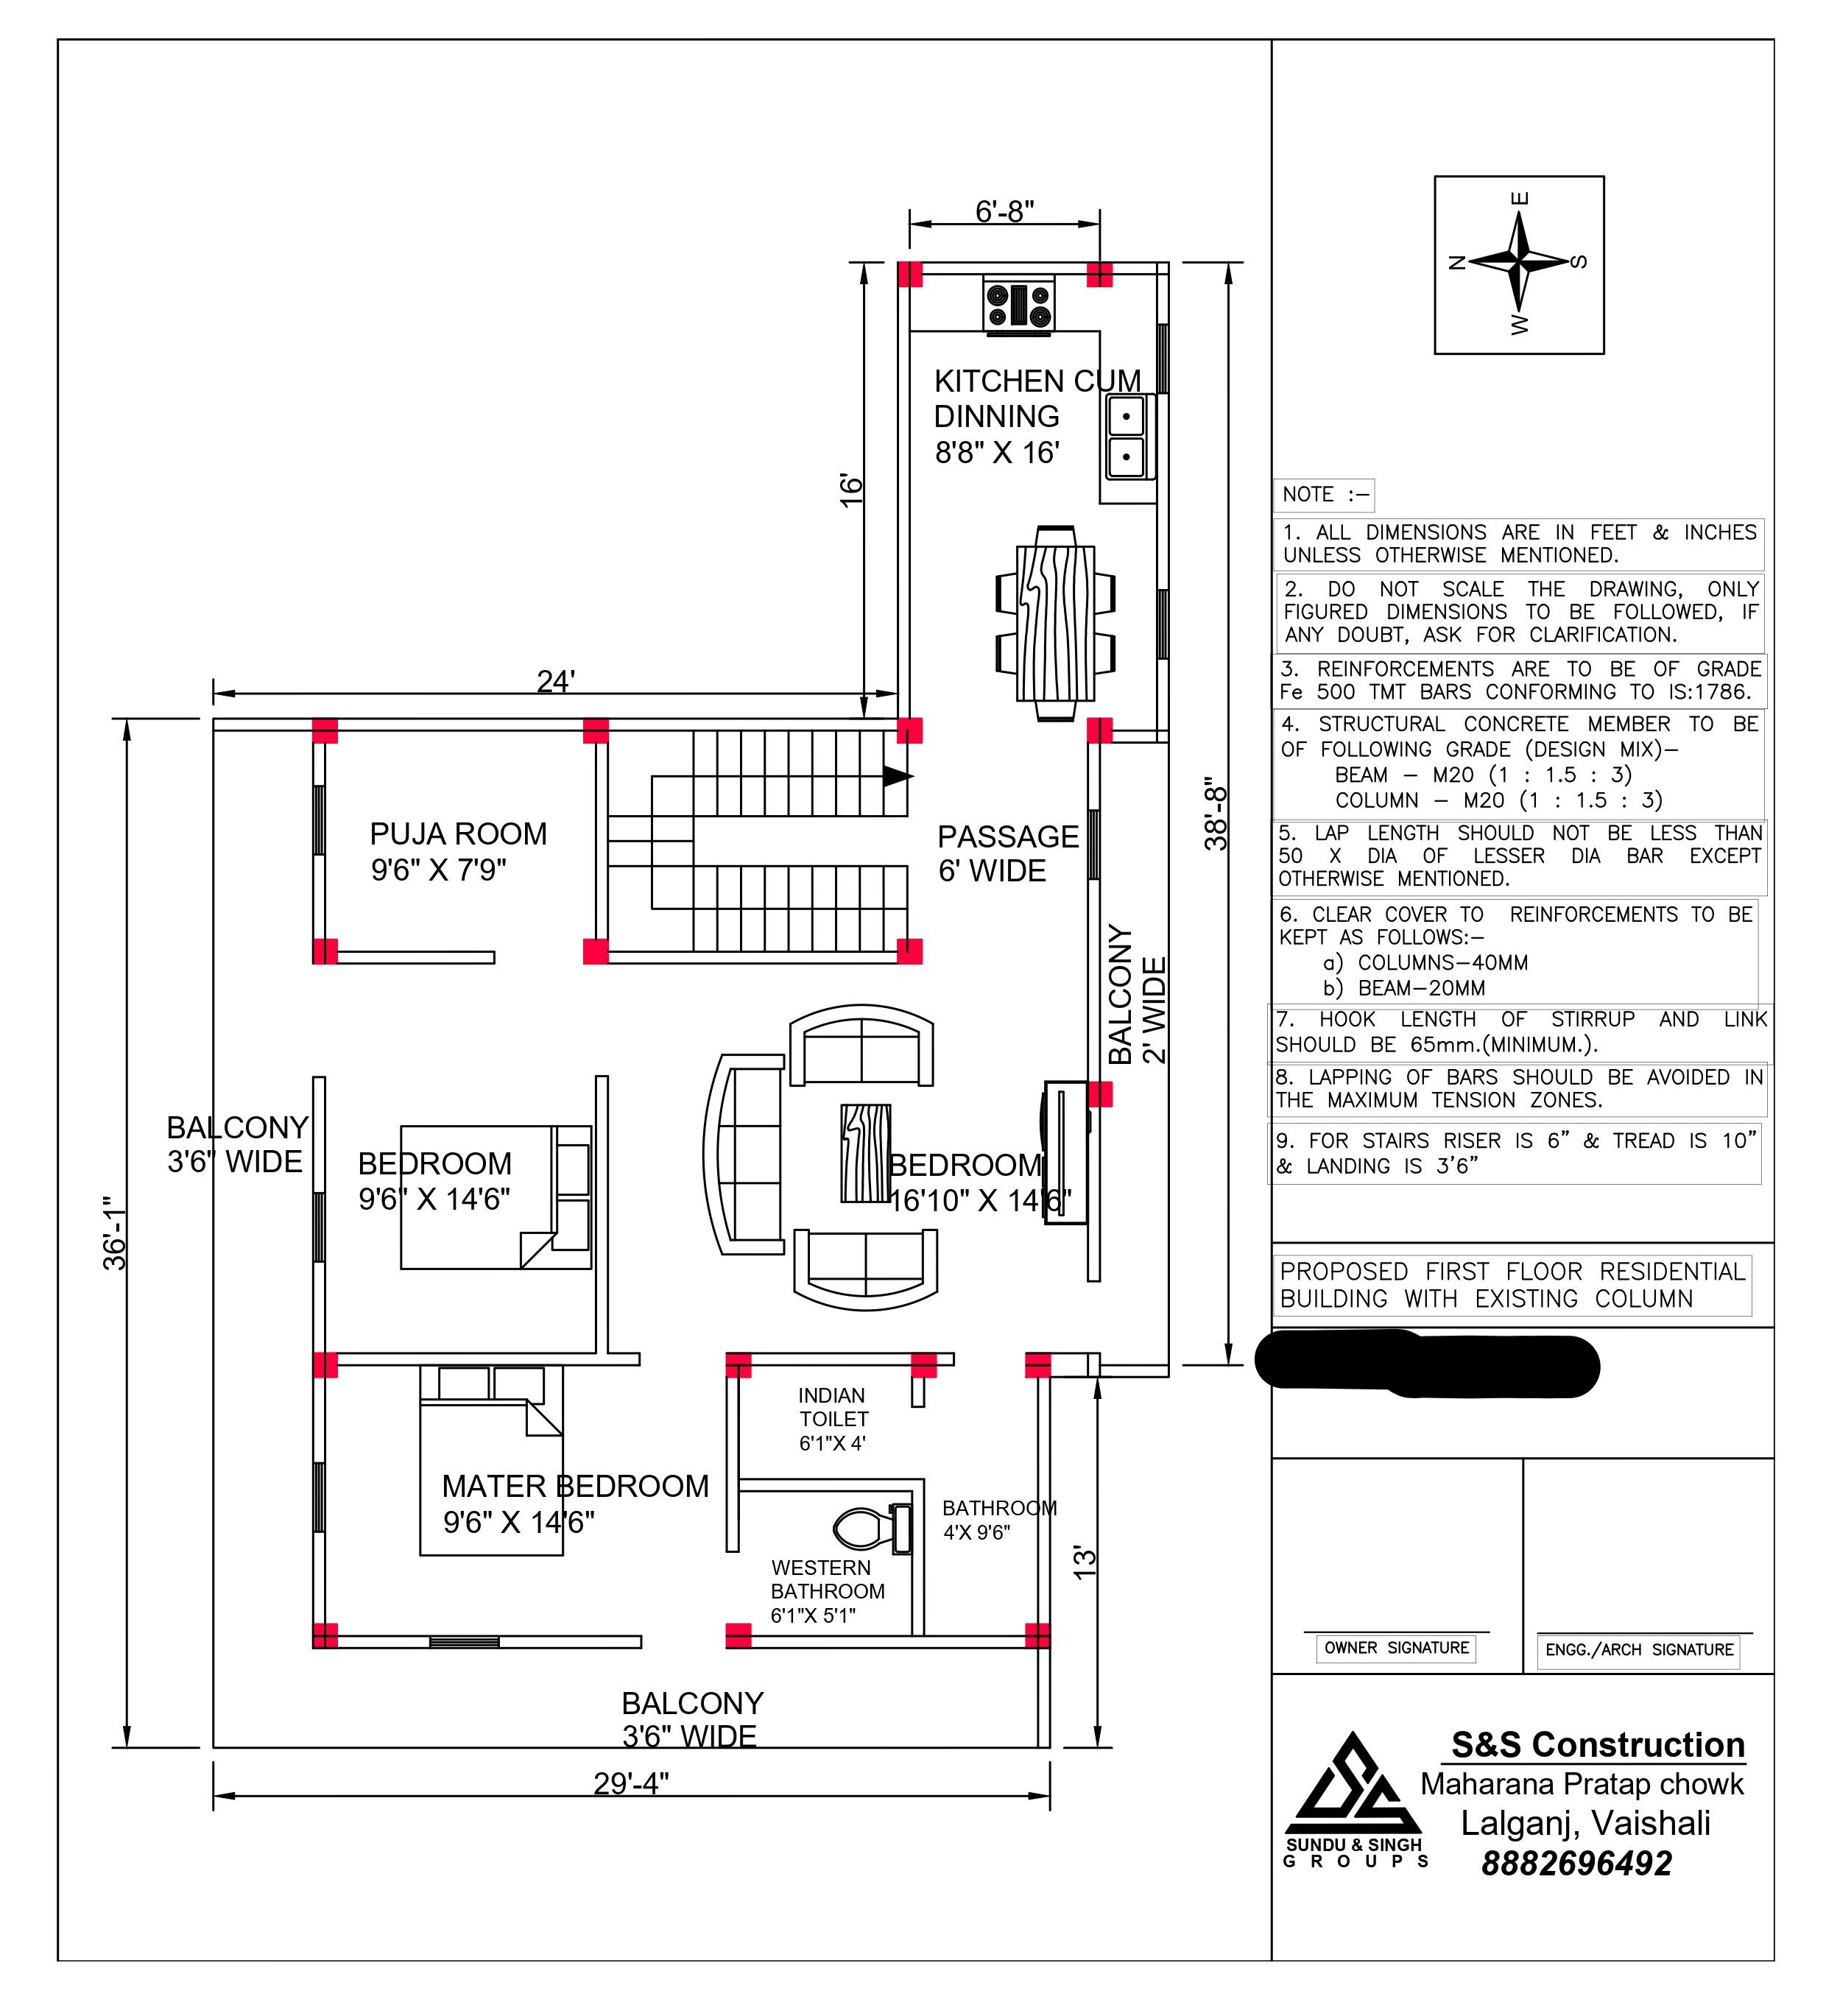 6'-8"
KITCHEN CUM
DINNING
8'8" X 16'
16'
24'
PUJA ROOM
9'6" X 7'9"
PASSAGE
6' WIDE
38'-8"
BALCONY
2' WIDE
BALCONY
3'6" WIDE
BEDROOM
9'6" X 14'6"
BEDROOM
16'10" X 14'6"
36'-1"
INDIAN
TOILET
6'1"X 4'
MATER BEDROOM
9'6" X 14'6"
BATHROOM
4'X 9'6"
WESTERN
BATHROOM
6'1"X 5'1"
13'
BALCONY
3'6" WIDE
29'-4"
E
N
S
W
NOTE :-
1. ALL DIMENSIONS ARE IN FEET & INCHES
UNLESS OTHERWISE MENTIONED.
2. DO NOT SCALE THE DRAWING, ONLY
FIGURED DIMENSIONS TO BE FOLLOWED, IF
ANY DOUBT, ASK FOR CLARIFICATION.
3. REINFORCEMENTS ARE TO BE OF GRADE
Fe 500 TMT BARS CONFORMING TO IS:1786.
4. STRUCTURAL CONCRETE MEMBER TO BE
OF FOLLOWING GRADE (DESIGN MIX)-
BEAM - M20 (1 : 1.5 : 3)
COLUMN - M20 (1 : 1.5 : 3)
5. LAP LENGTH SHOULD NOT BE LESS THAN
50 X DIA OF LESSER DIA BAR EXCEPT
OTHERWISE MENTIONED.
6. CLEAR COVER TO REINFORCEMENTS TO BE
KEPT AS FOLLOWS:-
a) COLUMNS-40MM
b) BEAM-20MM
7. HOOK LENGTH OF STIRRUP AND LINK
SHOULD BE 65mm.(MINIMUM.).
8. LAPPING OF BARS SHOULD BE AVOIDED IN
THE MAXIMUM TENSION ZONES.
9. FOR STAIRS RISER IS 6" & TREAD IS 10"
& LANDING IS 3'6"
PROPOSED FIRST FLOOR RESIDENTIAL
BUILDING WITH EXISTING COLUMN
OWNER SIGNATURE
ENGG./ARCH SIGNATURE
S&S Construction
Maharana Pratap chowk
Lalganj, Vaishali
8882696492
SUNDU & SINGH
GROUPS